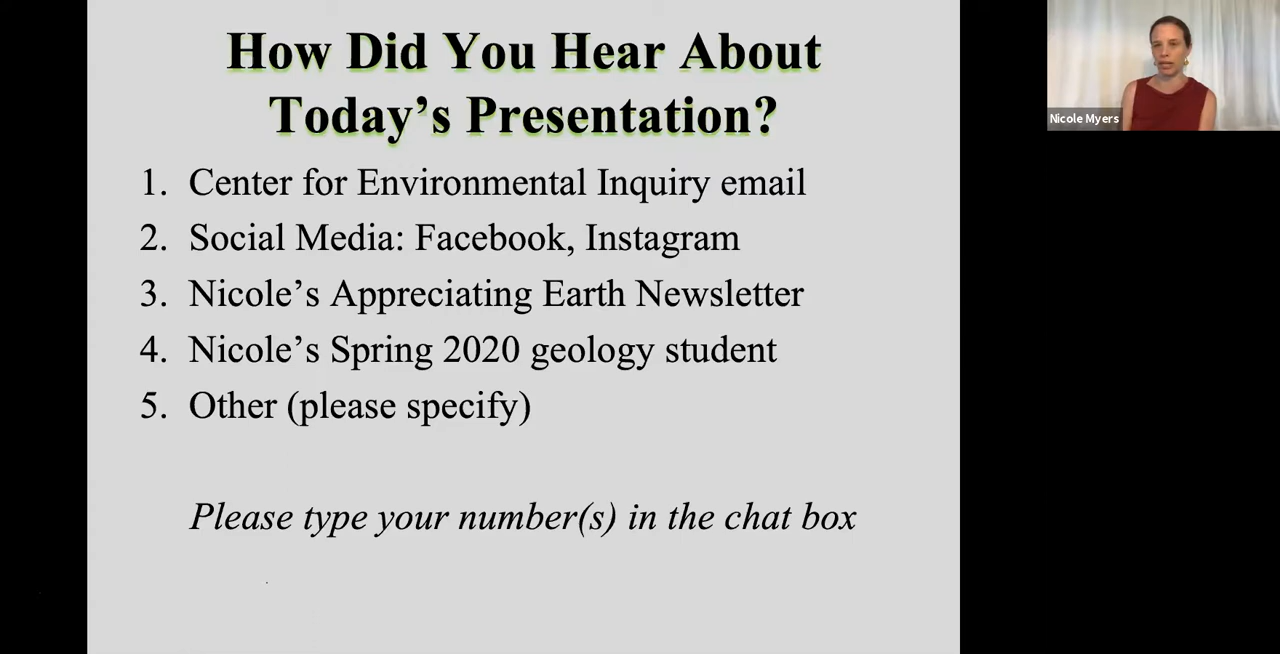 How Did You Hear About
Today’s Presentation?
1. Center for Environmental Inquiry email
2. Social Media: Facebook, Instagram
3. Nicole’s Appreciating Earth Newsletter
4. Nicole’s Spring 2020 geology student
5. Other (please specify)
Please type your number(s) in the chat box
Nicole Myers